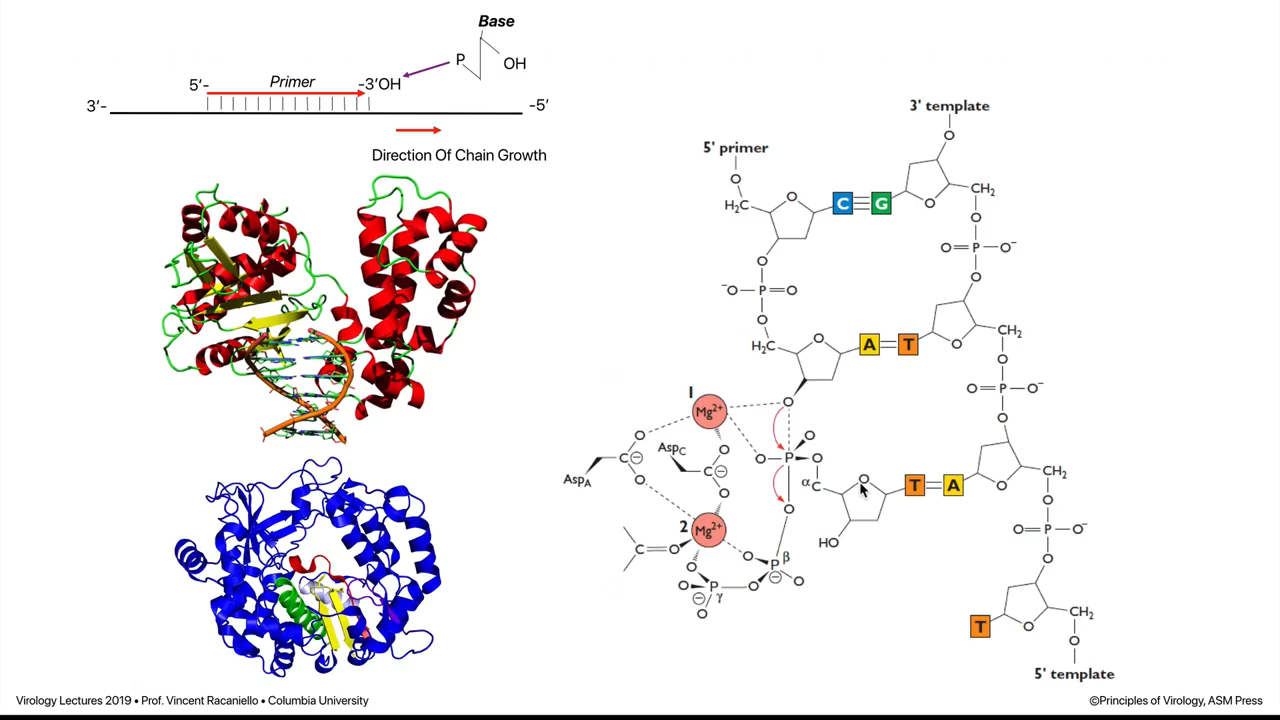 Base
P
OH
5'-
Primer
-3'OH
3'-
-5'
Direction Of Chain Growth
3' template
5' primer
O
O
H₂C
O
C
G
O
CH₂
O
O
O=P—O⁻
O
⁻O—P=O
O
O
H₂C
O
A
T
O
CH₂
O
O=P—O⁻
O
1
Mg²⁺
O
O
Asp_C
C⊖
O
Asp_A
O
C⊖
O
O
O
P
O
α
C
O
T
A
O
CH₂
O
HO
O
2
Mg²⁺
O
O
β
P
⊖
O
O
O
P
γ
O
⊖
O
O=P—O⁻
O
T
O
CH₂
O
5' template
Virology Lectures 2019 • Prof. Vincent Racaniello • Columbia University
©Principles of Virology, ASM Press